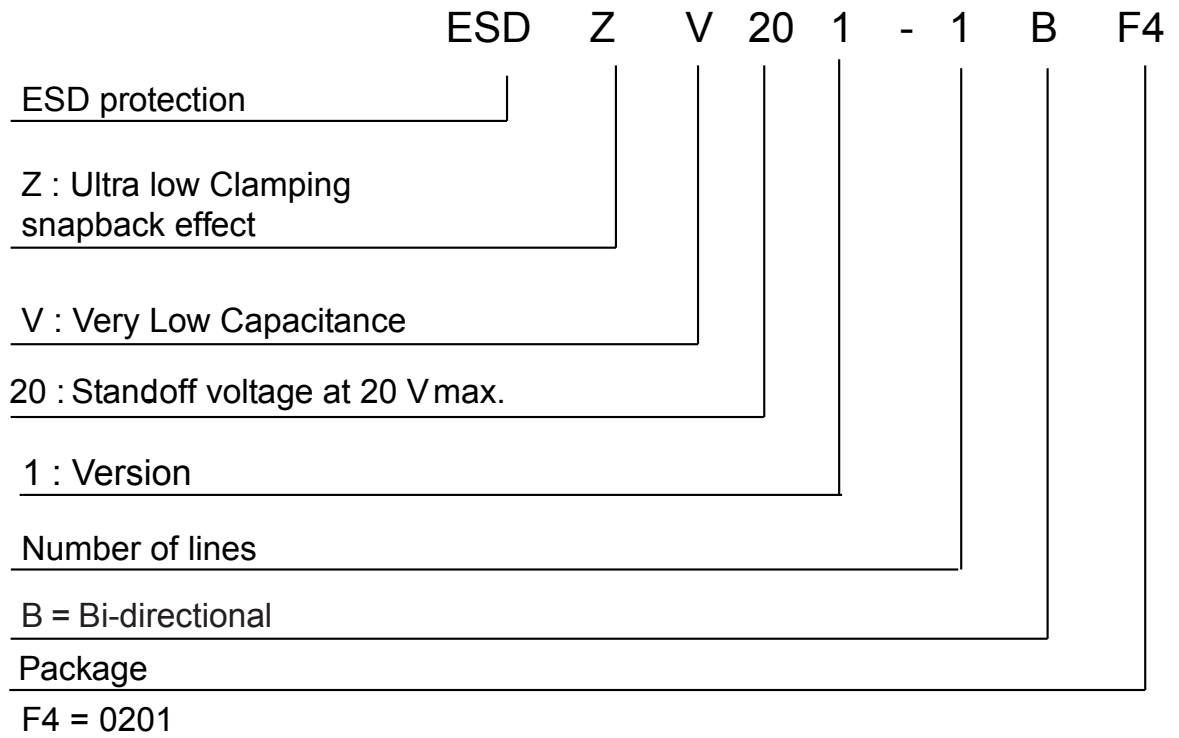 ESD Z V 20 1 - 1 B F4
ESD protection
Z : Ultra low Clamping
snapback effect
V : Very Low Capacitance
20 : Standoff voltage at 20 V max.
1 : Version
Number of lines
B = Bi-directional
Package
F4 = 0201